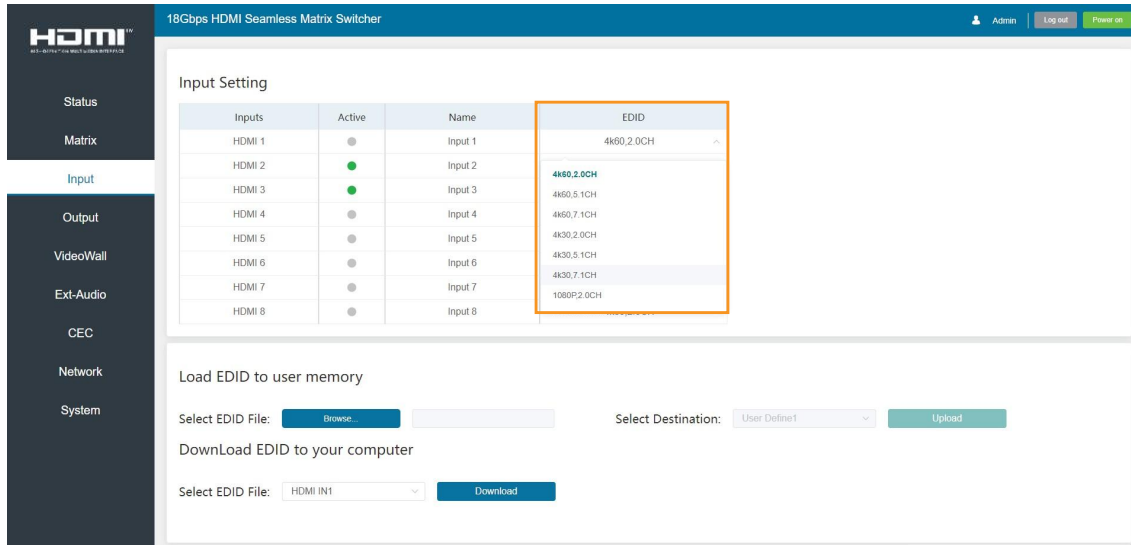 18Gbps HDMI Seamless Matrix Switcher
Admin
Log out
Power on
HDMI™
Status
Matrix
Input
Output
VideoWall
Ext-Audio
CEC
Network
System
Input Setting
Inputs Active Name EDID
HDMI 1 Input 1 4k60,2.0CH
HDMI 2 Input 2
HDMI 3 Input 3
HDMI 4 Input 4
HDMI 5 Input 5
HDMI 6 Input 6
HDMI 7 Input 7
HDMI 8 Input 8
4k60,2.0CH
4k60,5.1CH
4k60,7.1CH
4k30,2.0CH
4k30,5.1CH
4k30,7.1CH
1080P,2.0CH
Load EDID to user memory
Select EDID File: Browse... Select Destination: User Define1 Upload
DownLoad EDID to your computer
Select EDID File: HDMI IN1 Download